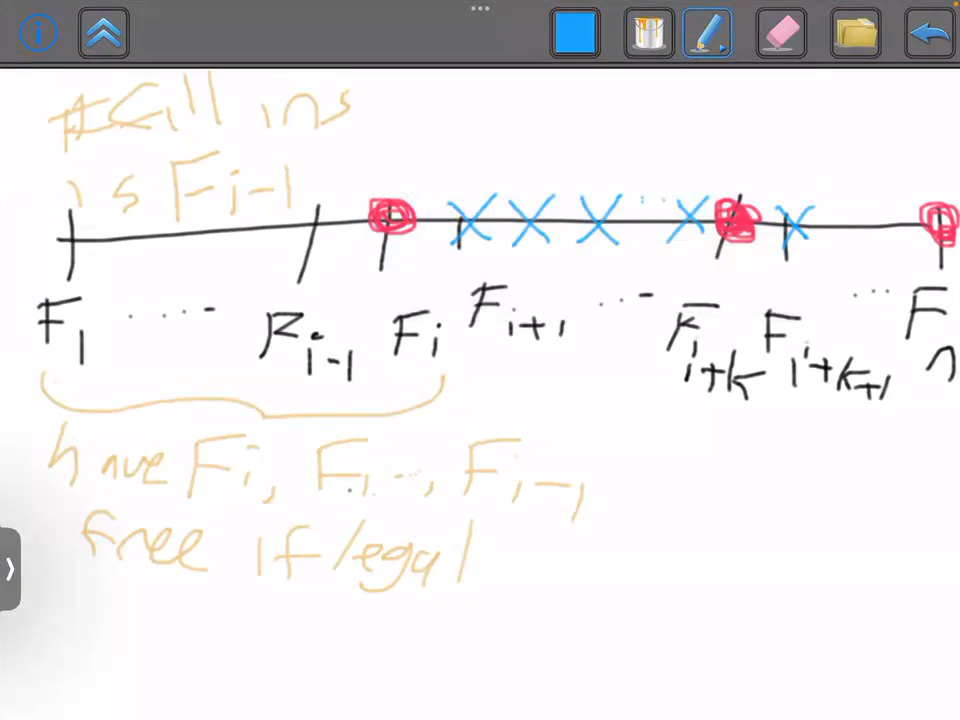 # fill ins
is Fi-1
F1 ..... Fi-1 Fi Fi+1 ... Fi+k Fi+k+1 ... Fn
have Fi, F1 ..., Fi-1
free if legal